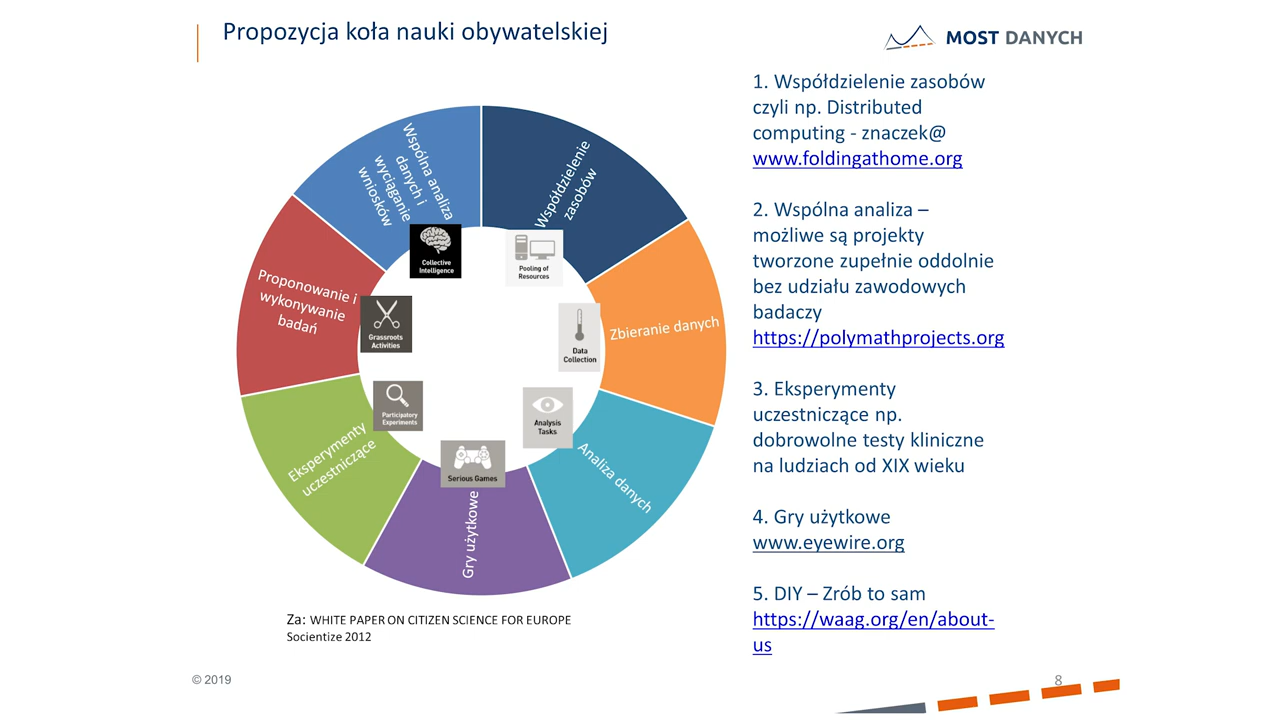 Propozycja koła nauki obywatelskiej
MOST DANYCH
Wspólna analiza
danych i
wyciąganie
wniosków
Współdzielenie
zasobów
Zbieranie danych
Analiza danych
Gry użytkowe
Eksperymenty
uczestniczące
Proponowanie i
wykonywanie
badań
Collective
Intelligence
Pooling of
Resources
Data
Collection
Analysis
Tasks
Serious Games
Participatory
Experiments
Grassroots
Activities
1. Współdzielenie zasobów
czyli np. Distributed
computing - znaczek@
www.foldingathome.org
2. Wspólna analiza –
możliwe są projekty
tworzone zupełnie oddolnie
bez udziału zawodowych
badaczy
https://polymathprojects.org
3. Eksperymenty
uczestniczące np.
dobrowolne testy kliniczne
na ludziach od XIX wieku
4. Gry użytkowe
www.eyewire.org
5. DIY – Zrób to sam
https://waag.org/en/about-
us
Za: WHITE PAPER ON CITIZEN SCIENCE FOR EUROPE
Socientize 2012
© 2019
8